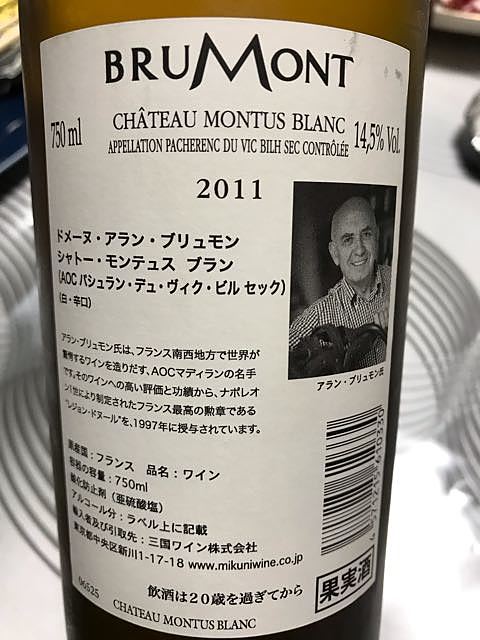 BRUMONT
750 ml
CHÂTEAU MONTUS BLANC
14,5% Vol.
APPELLATION PACHERENC DU VIC BILH SEC CONTRÔLÉE
2011
ドメーヌ・アラン・ブリュモン
シャトー・モンテュス ブラン
(AOC パシュラン・デュ・ヴィク・ビル セック)
(白・辛口)
アラン・ブリュモン氏
アラン・ブリュモン氏は、フランス南西地方で世界が
驚愕するワインを造りだす、AOCマディランの名手
です。そのワインへの高い評価と功績から、ナポレオ
ン1世により制定されたフランス最高の勲章である
"レジョン・ドヌール"を、1997年に授与されています。
原産国：フランス 品名：ワイン
容器の容量：750ml
酸化防止剤（亜硫酸塩）
アルコール分：ラベル上に記載
輸入者及び引取先：三国ワイン株式会社
東京都中央区新川1-17-18 www.mikuniwine.co.jp
飲酒は20歳を過ぎてから
果実酒
06525
CHATEAU MONTUS BLANC